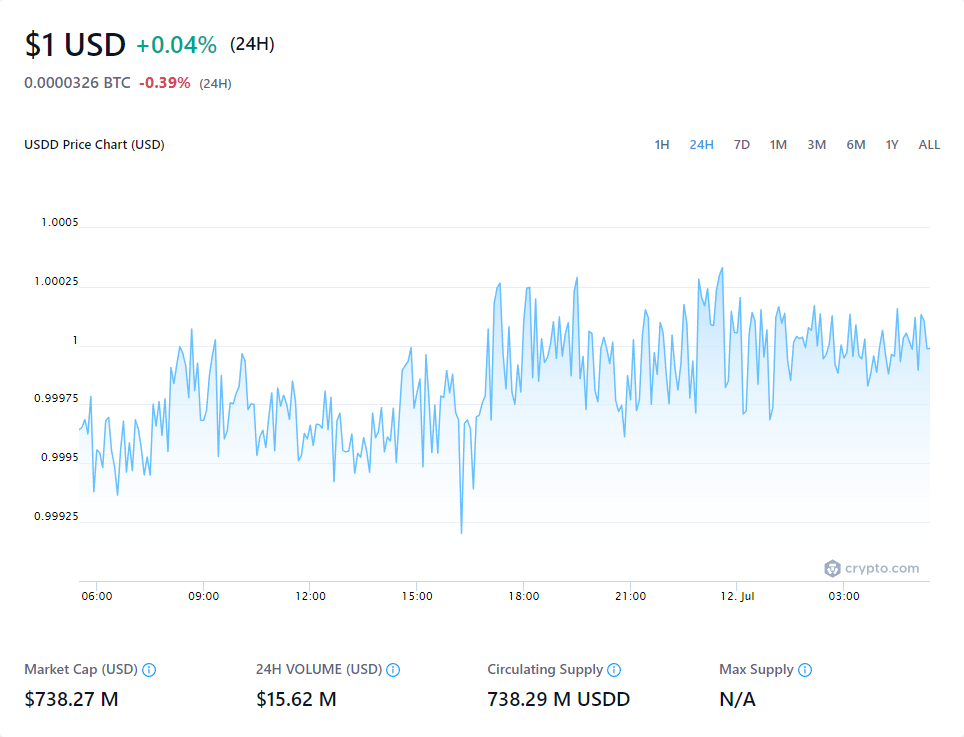 $1 USD +0.04% (24H)
0.0000326 BTC -0.39% (24H)
USDD Price Chart (USD) 1H 24H 7D 1M 3M 6M 1Y ALL
1.0005
1.00025
1
0.99975
0.9995
0.99925
crypto.com
06:00 09:00 12:00 15:00 18:00 21:00 12. Jul 03:00
Market Cap (USD) 24H VOLUME (USD) Circulating Supply Max Supply
$738.27 M $15.62 M 738.29 M USDD N/A